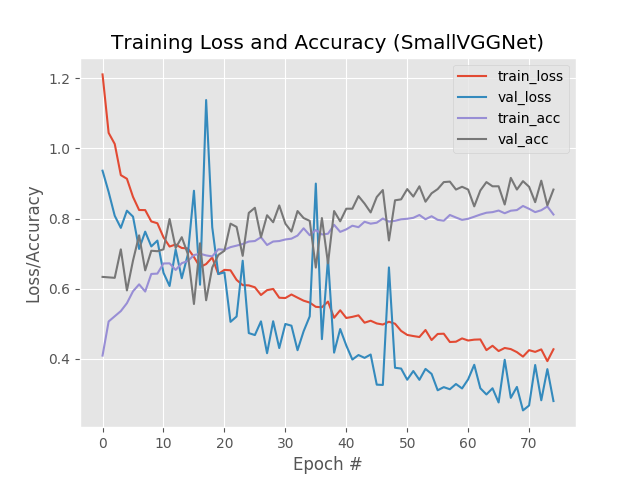 Training Loss and Accuracy (SmallVGGNet)
train_loss
val_loss
train_acc
val_acc
1.2
1.0
0.8
0.6
0.4
Loss/Accuracy
0 10 20 30 40 50 60 70
Epoch #